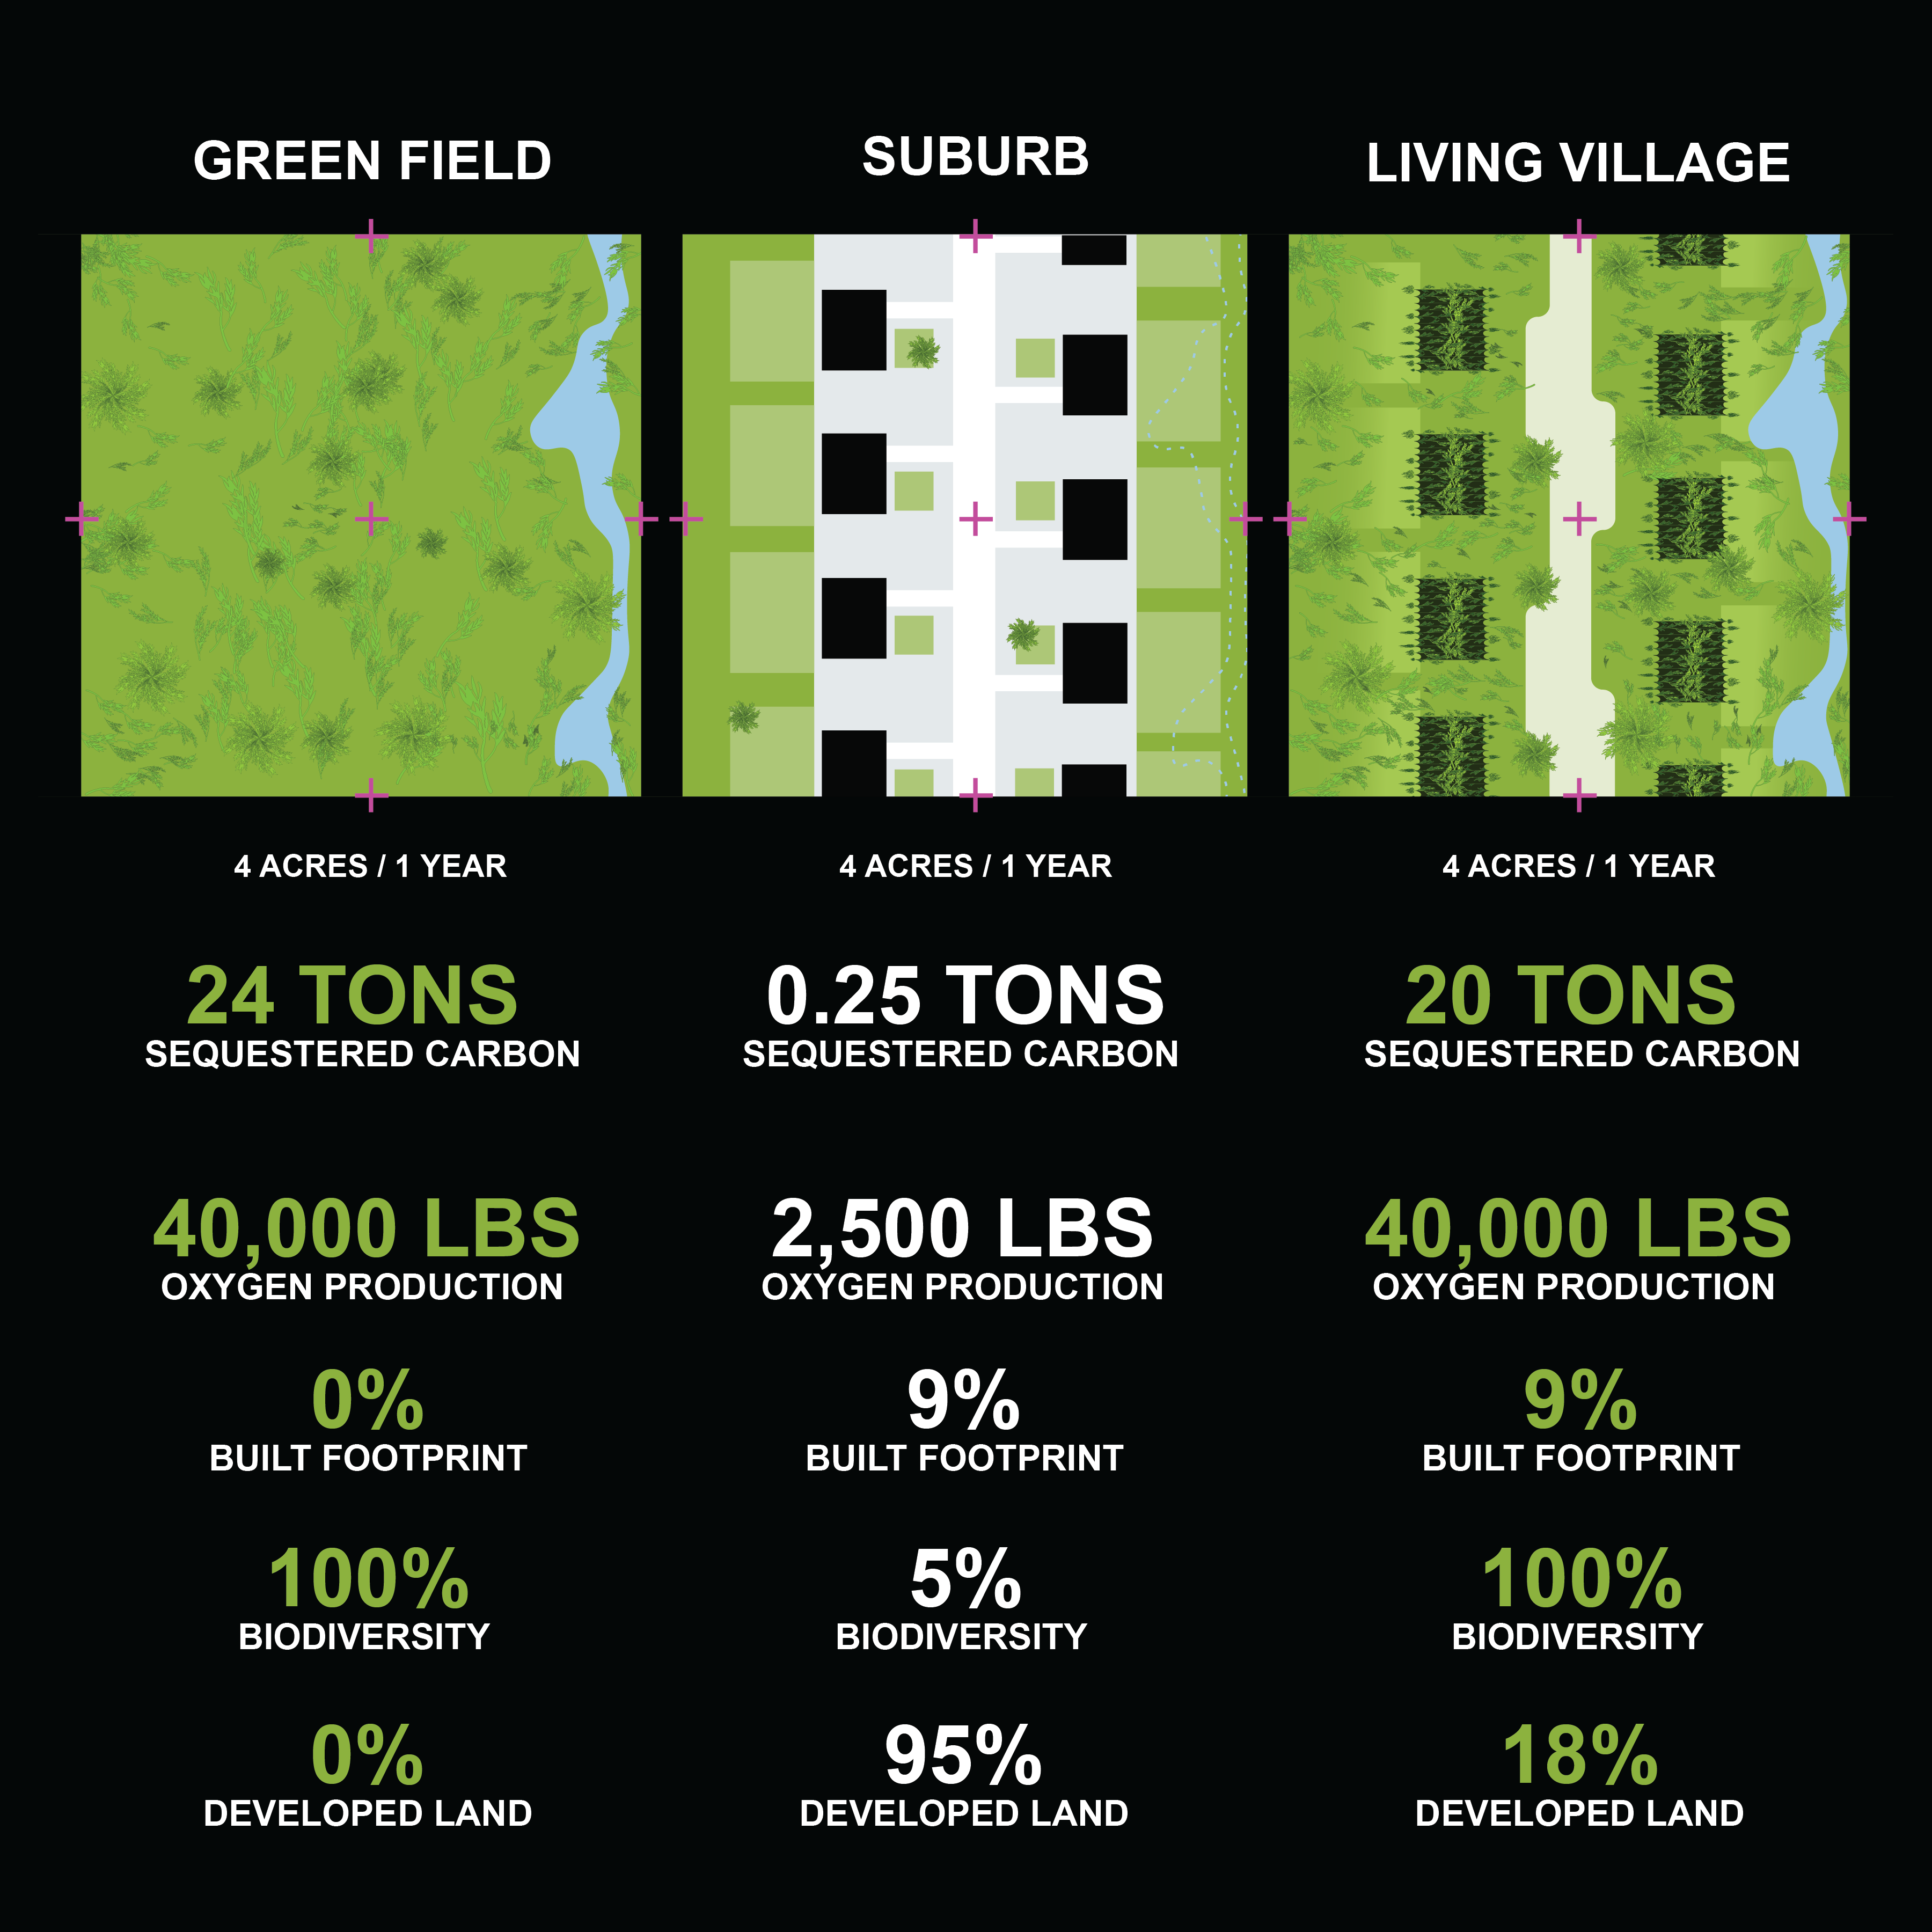 GREEN FIELD
SUBURB
LIVING VILLAGE
4 ACRES / 1 YEAR
4 ACRES / 1 YEAR
4 ACRES / 1 YEAR
24 TONS
SEQUESTERED CARBON
0.25 TONS
SEQUESTERED CARBON
20 TONS
SEQUESTERED CARBON
40,000 LBS
OXYGEN PRODUCTION
2,500 LBS
OXYGEN PRODUCTION
40,000 LBS
OXYGEN PRODUCTION
0%
BUILT FOOTPRINT
9%
BUILT FOOTPRINT
9%
BUILT FOOTPRINT
100%
BIODIVERSITY
5%
BIODIVERSITY
100%
BIODIVERSITY
0%
DEVELOPED LAND
95%
DEVELOPED LAND
18%
DEVELOPED LAND